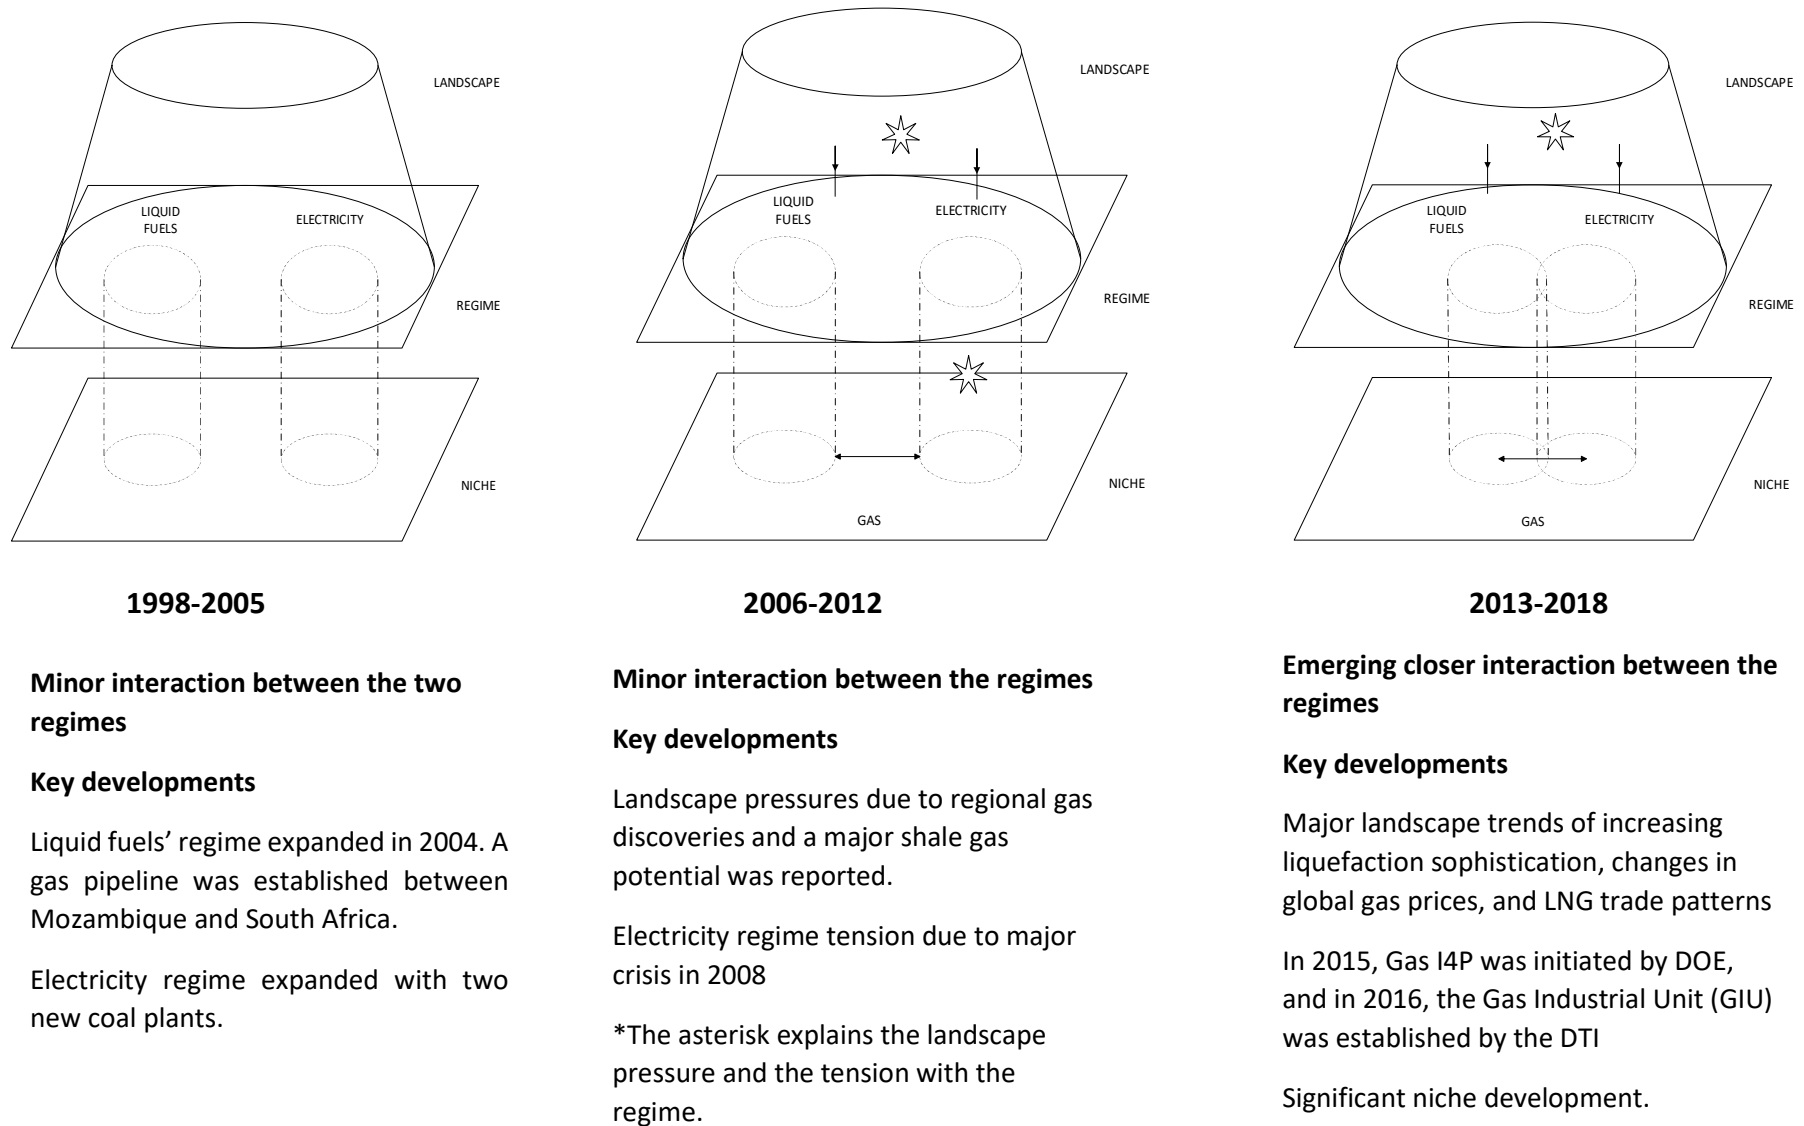 LANDSCAPE
LIQUID
FUELS
ELECTRICITY
REGIME
NICHE
1998-2005
Minor interaction between the two
regimes
Key developments
Liquid fuels’ regime expanded in 2004. A
gas pipeline was established between
Mozambique and South Africa.
Electricity regime expanded with two
new coal plants.
LANDSCAPE
LIQUID
FUELS
ELECTRICITY
REGIME
NICHE
GAS
2006-2012
Minor interaction between the regimes
Key developments
Landscape pressures due to regional gas
discoveries and a major shale gas
potential was reported.
Electricity regime tension due to major
crisis in 2008
*The asterisk explains the landscape
pressure and the tension with the
regime.
LANDSCAPE
LIQUID
FUELS
ELECTRICITY
REGIME
NICHE
GAS
2013-2018
Emerging closer interaction between the
regimes
Key developments
Major landscape trends of increasing
liquefaction sophistication, changes in
global gas prices, and LNG trade patterns
In 2015, Gas I4P was initiated by DOE,
and in 2016, the Gas Industrial Unit (GIU)
was established by the DTI
Significant niche development.